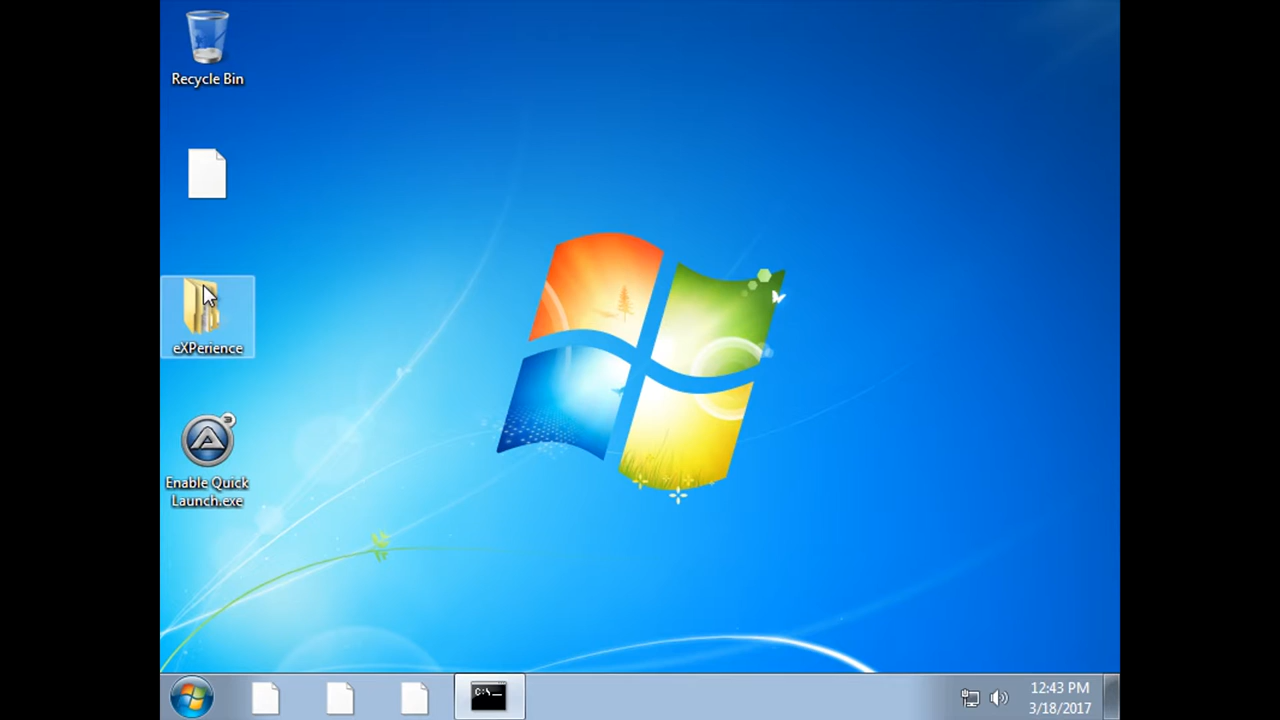 Recycle Bin
eXPerience
Enable Quick
Launch.exe
C:\_
12:43 PM
3/18/2017